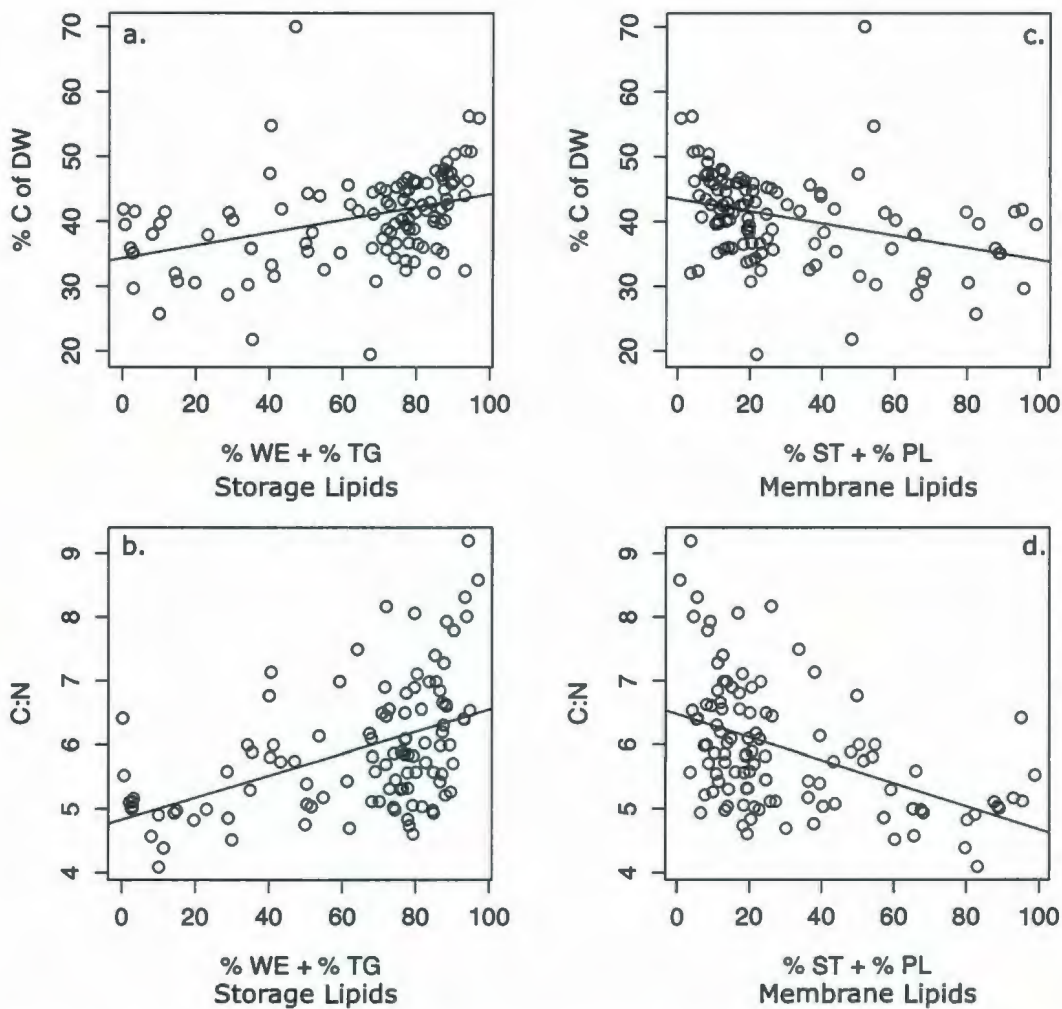 a.
% C of DW
70
60
50
40
30
20
0 20 40 60 80 100
% WE + % TG
Storage Lipids
c.
% C of DW
70
60
50
40
30
20
0 20 40 60 80 100
% ST + % PL
Membrane Lipids
b.
C:N
9
8
7
6
5
4
0 20 40 60 80 100
% WE + % TG
Storage Lipids
d.
C:N
9
8
7
6
5
4
0 20 40 60 80 100
% ST + % PL
Membrane Lipids